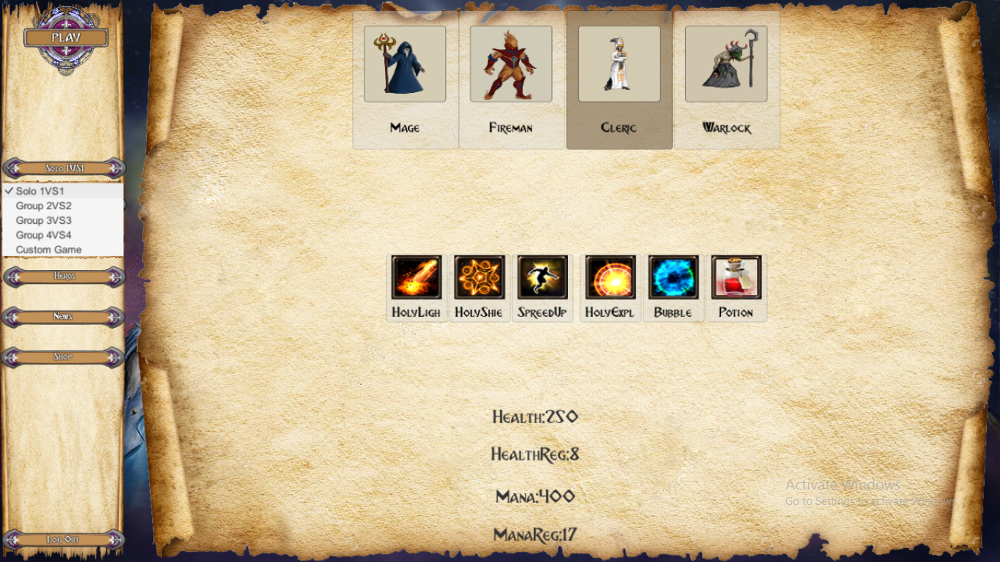 PLAY
Solo 1VS1
Solo 1VS1
Group 2VS2
Group 3VS3
Group 4VS4
Custom Game
Heros
News
Shop
Log Out
Mage
Fireman
Cleric
Warlock
HolyLigh
HolyShie
SpreedUp
HolyExpl
Bubble
Potion
Health:250
HealthReg:8
Mana:400
ManaReg:17
Activate Windows
Go to Settings to activate Windows.